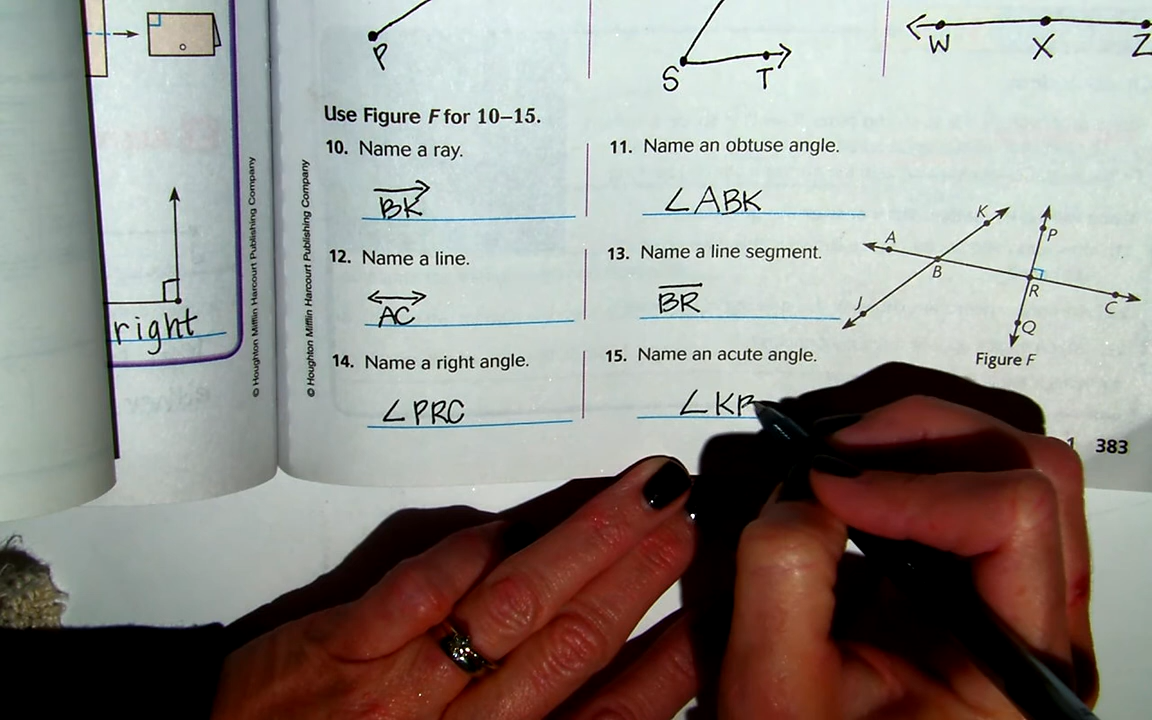 P
S
T
W
X
Z
Use Figure F for 10–15.
10. Name a ray.
11. Name an obtuse angle.
BK
∠ABK
12. Name a line.
13. Name a line segment.
AC
BR
14. Name a right angle.
15. Name an acute angle.
∠PRC
∠KB
A
K
P
B
R
J
C
Q
Figure F
383
right
© Houghton Mifflin Harcourt Publishing Company
© Houghton Mifflin Harcourt Publishing Company